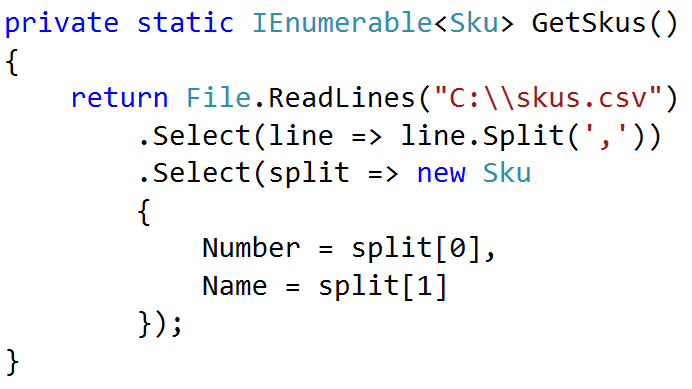 private static IEnumerable<Sku> GetSkus()
{
    return File.ReadLines("C:\\skus.csv")
        .Select(line => line.Split(','))
        .Select(split => new Sku
        {
            Number = split[0],
            Name = split[1]
        });
}